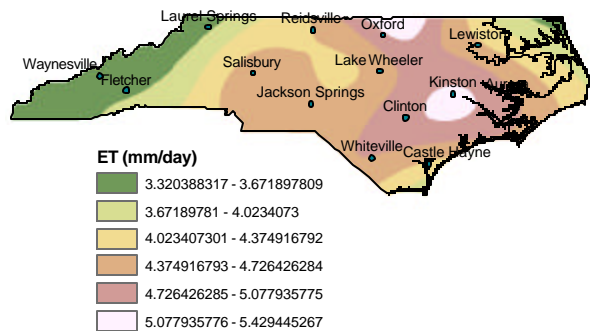 Laurel Springs
Reidsville
Oxford
Lewiston
Waynesville
Fletcher
Salisbury
Lake Wheeler
Kinston
Jackson Springs
Clinton
Whiteville
Castle Hayne
ET (mm/day)
3.320388317 - 3.671897809
3.67189781 - 4.0234073
4.023407301 - 4.374916792
4.374916793 - 4.726426284
4.726426285 - 5.077935775
5.077935776 - 5.429445267